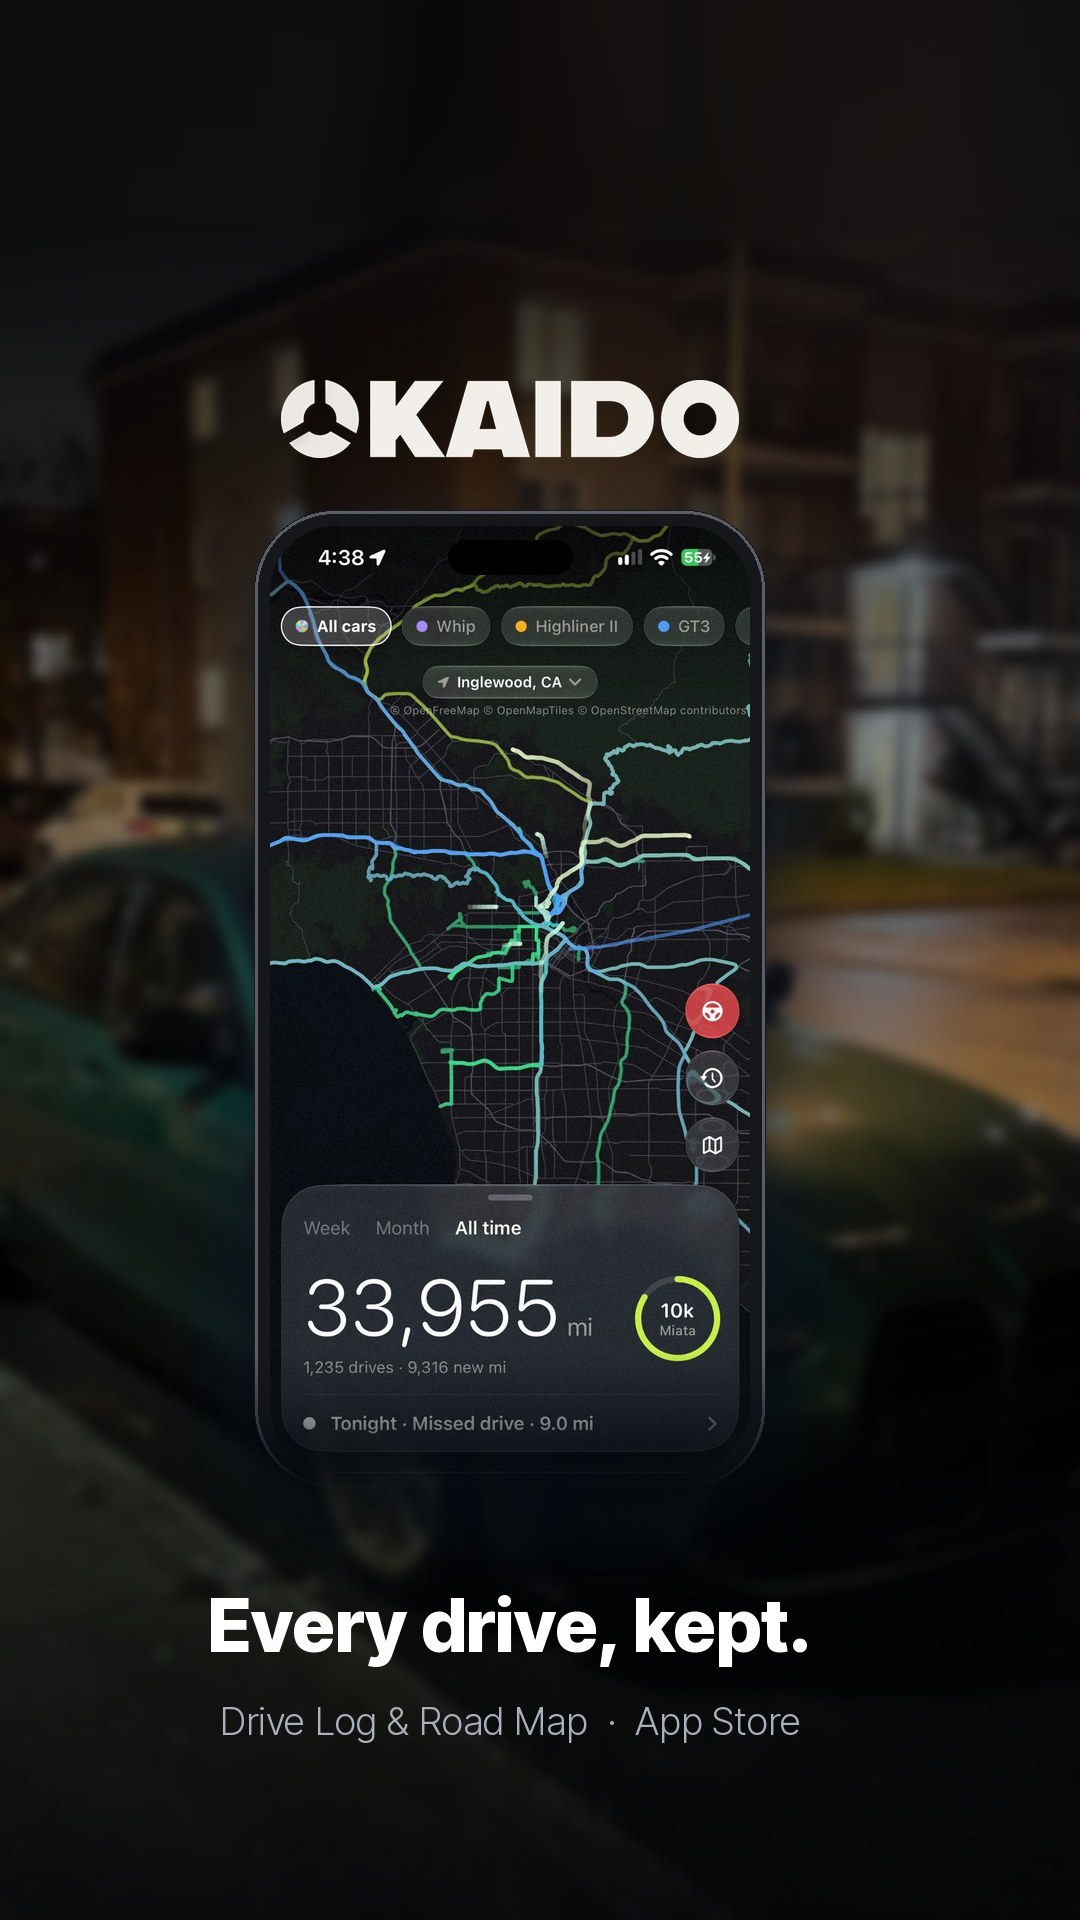 KAIDO
4:38
55
All cars
Whip
Highliner II
GT3
Inglewood, CA
© OpenFreeMap © OpenMapTiles © OpenStreetMap contributors
Week
Month
All time
33,955 mi
10k
Miata
1,235 drives · 9,316 new mi
Tonight · Missed drive · 9.0 mi
Every drive, kept.
Drive Log & Road Map · App Store